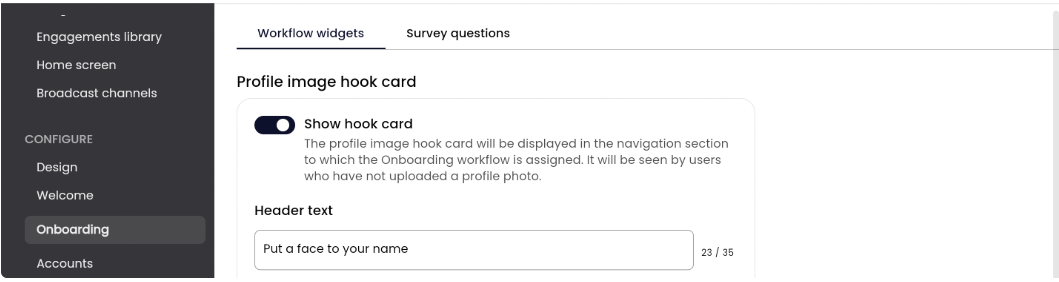 Engagements library
Home screen
Broadcast channels
CONFIGURE
Design
Welcome
Onboarding
Accounts
Workflow widgets
Survey questions
Profile image hook card
Show hook card
The profile image hook card will be displayed in the navigation section
to which the Onboarding workflow is assigned. It will be seen by users
who have not uploaded a profile photo.
Header text
Put a face to your name
23 / 35